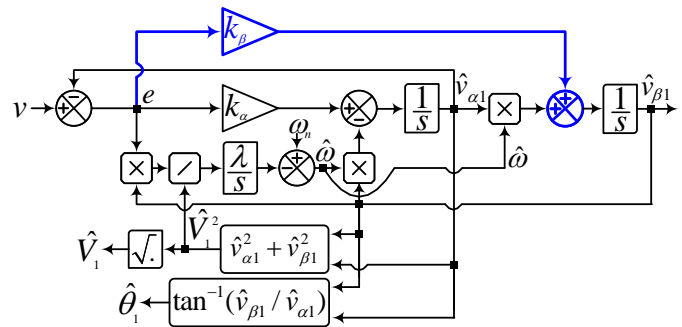 k_β
v̂_α1
v̂_β1
v
e
k_α
1/s
1/s
ω_n
ω̂
λ/s
ω̂
V̂_1^2
V̂_1
√.
v̂_α1^2 + v̂_β1^2
θ̂_1
tan^−1(v̂_β1 / v̂_α1)